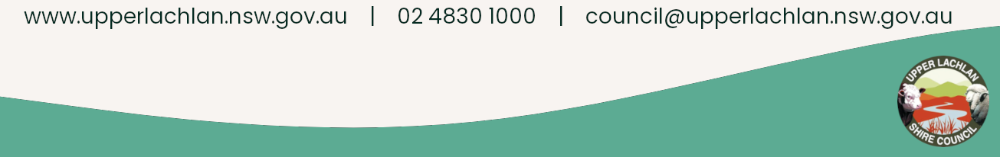 www.upperlachlan.nsw.gov.au | 02 4830 1000 | council@upperlachlan.nsw.gov.au
UPPER LACHLAN
SHIRE COUNCIL